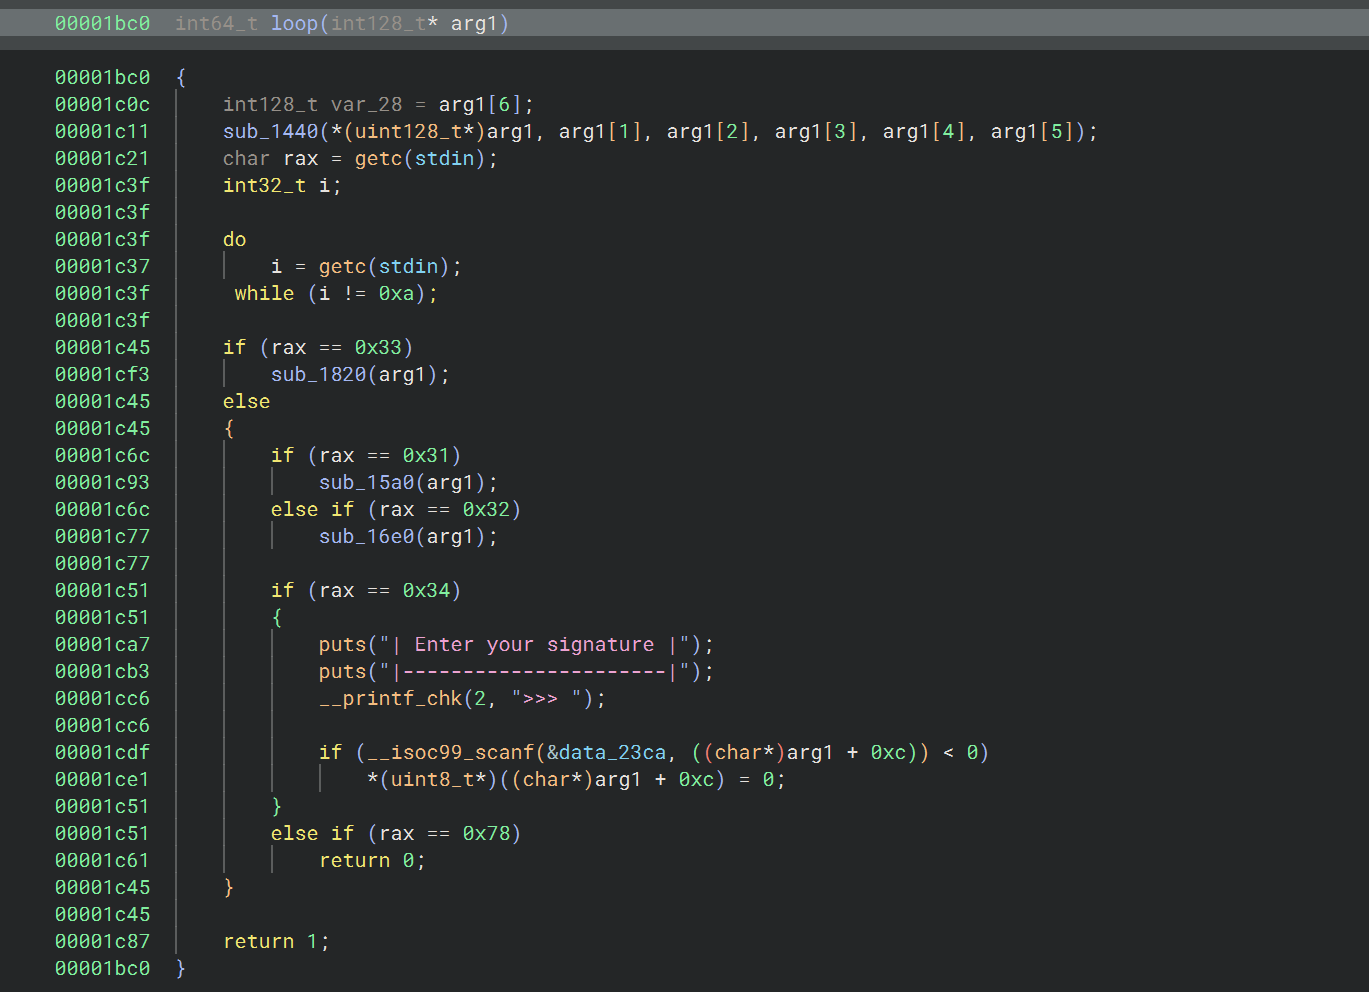 00001bc0  int64_t loop(int128_t* arg1)
00001bc0  {
00001c0c      int128_t var_28 = arg1[6];
00001c11      sub_1440(*(uint128_t*)arg1, arg1[1], arg1[2], arg1[3], arg1[4], arg1[5]);
00001c21      char rax = getc(stdin);
00001c3f      int32_t i;
00001c3f
00001c3f      do
00001c37          i = getc(stdin);
00001c3f       while (i != 0xa);
00001c3f
00001c45      if (rax == 0x33)
00001cf3          sub_1820(arg1);
00001c45      else
00001c45      {
00001c6c          if (rax == 0x31)
00001c93              sub_15a0(arg1);
00001c6c          else if (rax == 0x32)
00001c77              sub_16e0(arg1);
00001c77
00001c51          if (rax == 0x34)
00001c51          {
00001ca7              puts("| Enter your signature |");
00001cb3              puts("|----------------------|");
00001cc6              __printf_chk(2, ">>> ");
00001cc6
00001cdf              if (__isoc99_scanf(&data_23ca, ((char*)arg1 + 0xc)) < 0)
00001ce1                  *(uint8_t*)((char*)arg1 + 0xc) = 0;
00001c51          }
00001c51          else if (rax == 0x78)
00001c61              return 0;
00001c45      }
00001c45
00001c87      return 1;
00001bc0  }